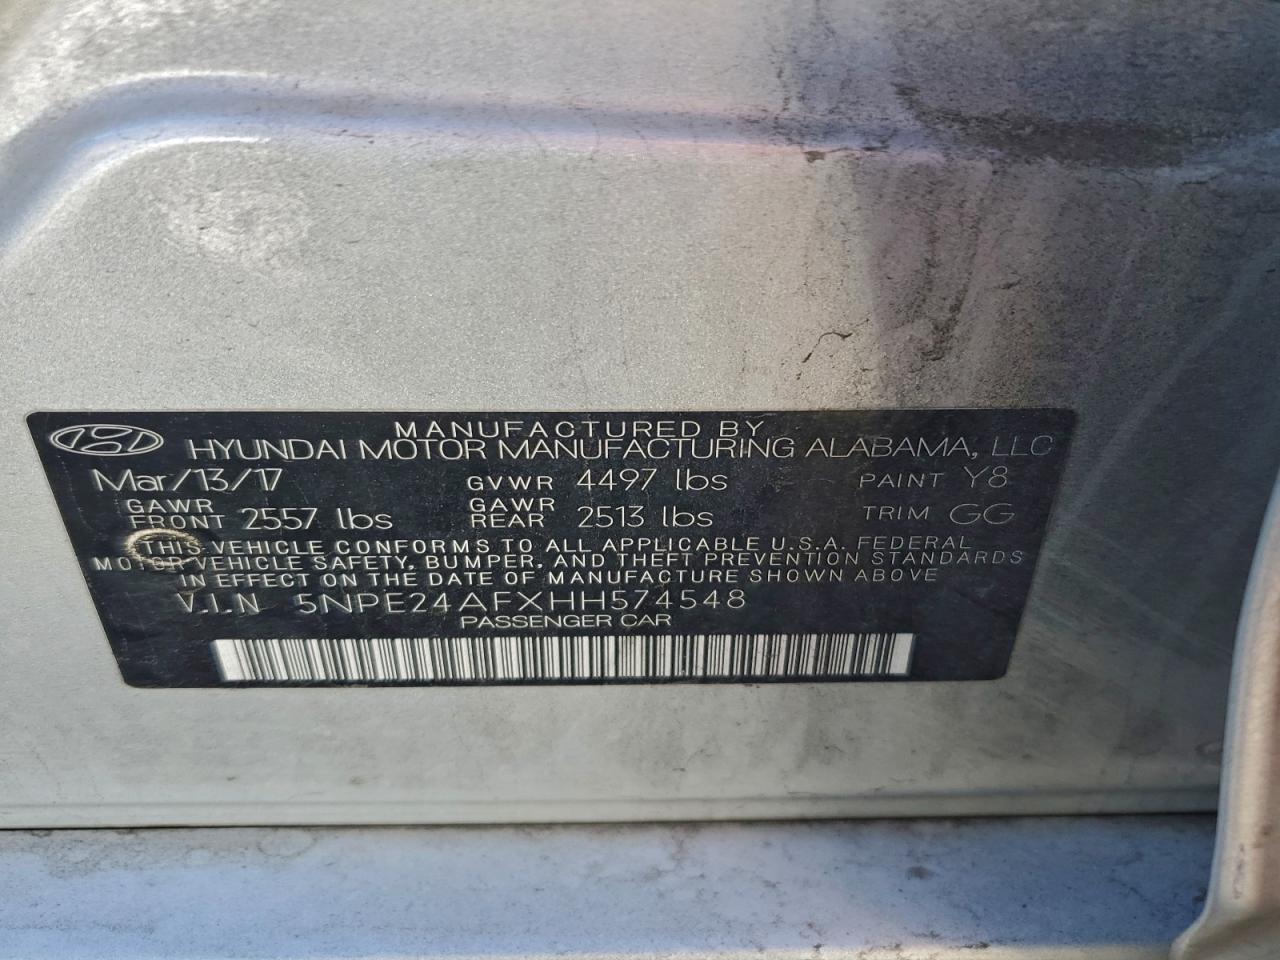 MANUFACTURED BY
HYUNDAI MOTOR MANUFACTURING ALABAMA, LLC
Mar/13/17 GVWR 4497 lbs PAINT Y8
GAWR FRONT 2557 lbs GAWR REAR 2513 lbs TRIM GG
THIS VEHICLE CONFORMS TO ALL APPLICABLE U.S.A. FEDERAL
MOTOR VEHICLE SAFETY, BUMPER, AND THEFT PREVENTION STANDARDS
IN EFFECT ON THE DATE OF MANUFACTURE SHOWN ABOVE
V.I.N 5NPE24AFXHH574548
PASSENGER CAR